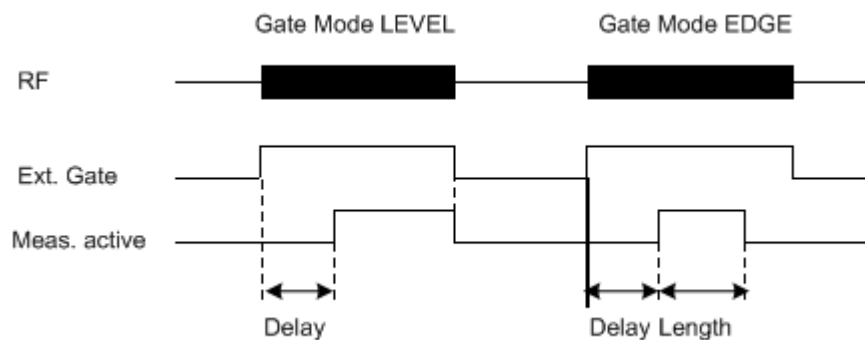 Gate Mode LEVEL Gate Mode EDGE
RF
Ext. Gate
Meas. active
Delay Delay Length